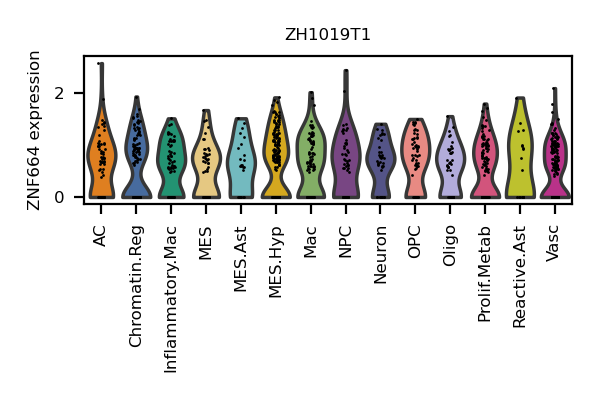 ZH1019T1
ZNF664 expression
2
0
AC
Chromatin.Reg
Inflammatory.Mac
MES
MES.Ast
MES.Hyp
Mac
NPC
Neuron
OPC
Oligo
Prolif.Metab
Reactive.Ast
Vasc